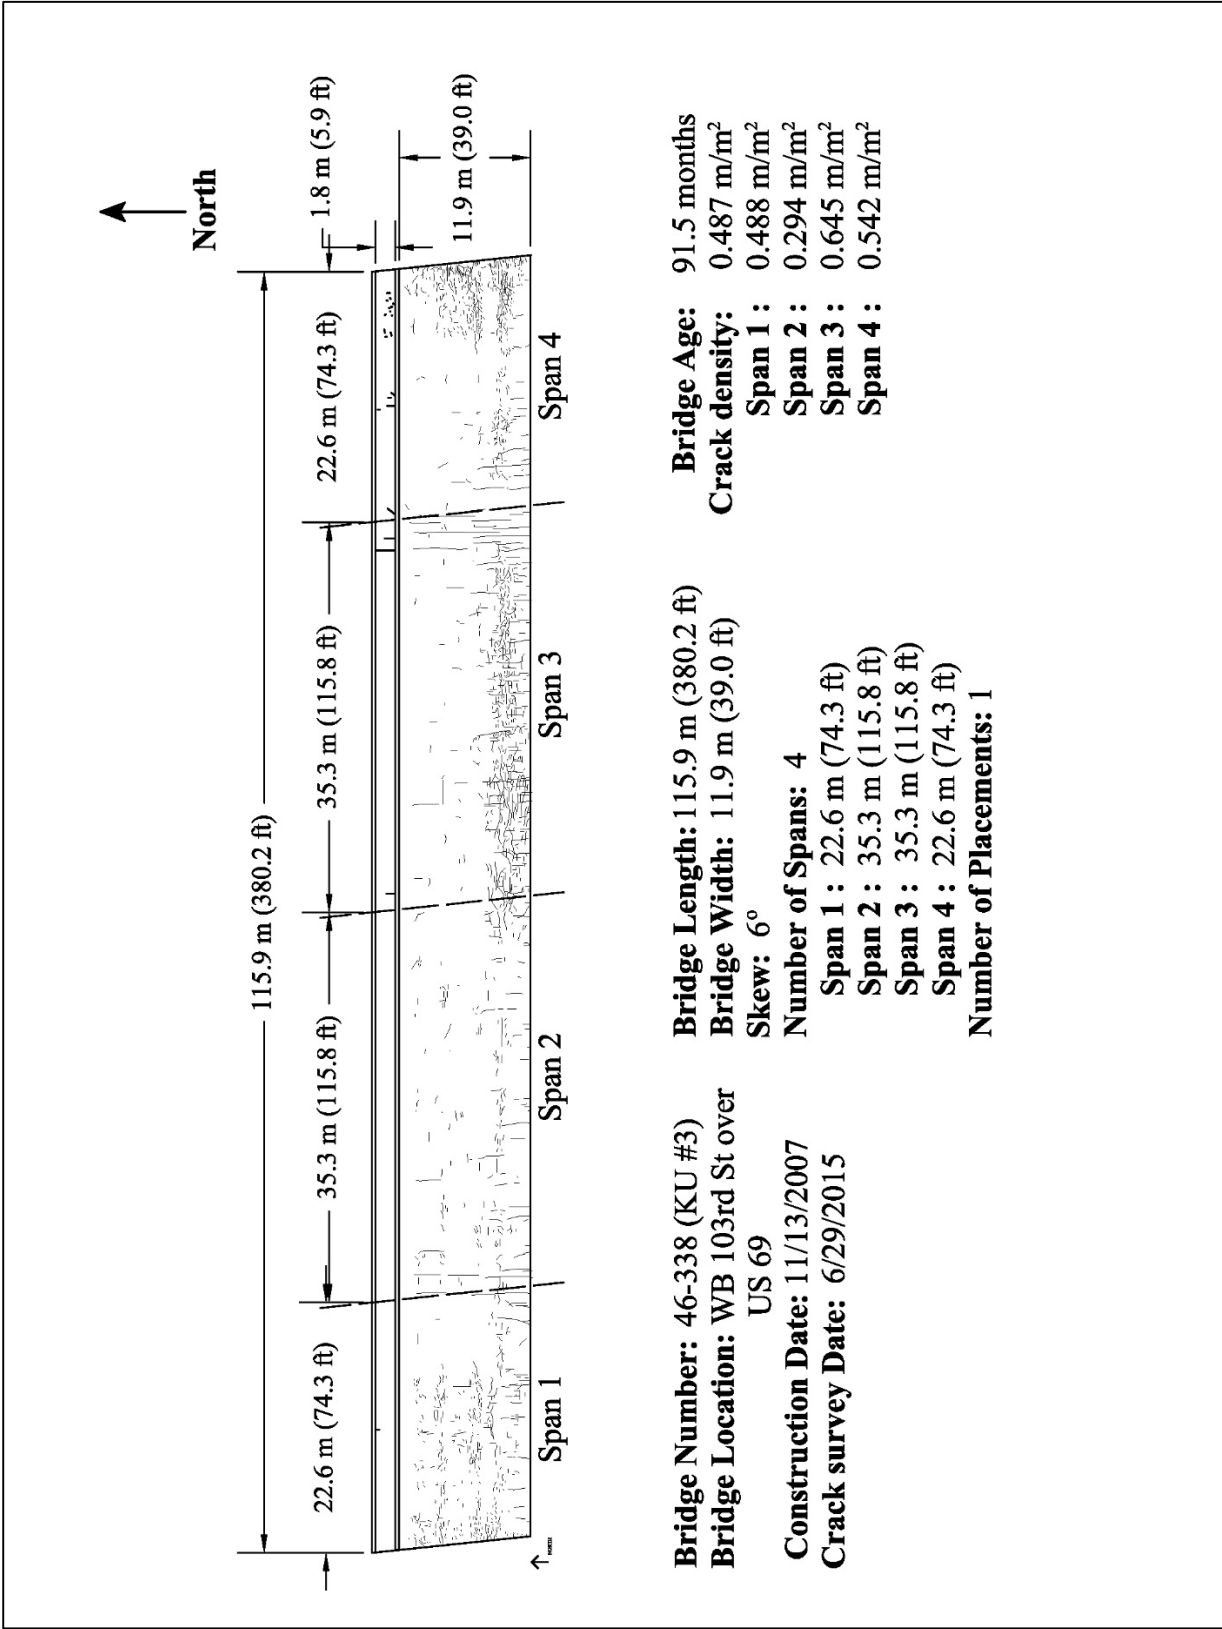 North
115.9 m (380.2 ft)
22.6 m (74.3 ft)
35.3 m (115.8 ft)
35.3 m (115.8 ft)
22.6 m (74.3 ft)
1.8 m (5.9 ft)
11.9 m (39.0 ft)
Span 1
Span 2
Span 3
Span 4
Bridge Number: 46-338 (KU #3)
Bridge Location: WB 103rd St over
US 69
Construction Date: 11/13/2007
Crack survey Date: 6/29/2015
Bridge Length: 115.9 m (380.2 ft)
Bridge Width: 11.9 m (39.0 ft)
Skew: 6°
Number of Spans: 4
Span 1 : 22.6 m (74.3 ft)
Span 2 : 35.3 m (115.8 ft)
Span 3 : 35.3 m (115.8 ft)
Span 4 : 22.6 m (74.3 ft)
Number of Placements: 1
Bridge Age: 91.5 months
Crack density: 0.487 m/m²
Span 1 : 0.488 m/m²
Span 2 : 0.294 m/m²
Span 3 : 0.645 m/m²
Span 4 : 0.542 m/m²